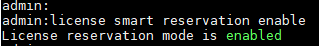 admin:
admin:license smart reservation enable
License reservation mode is enabled